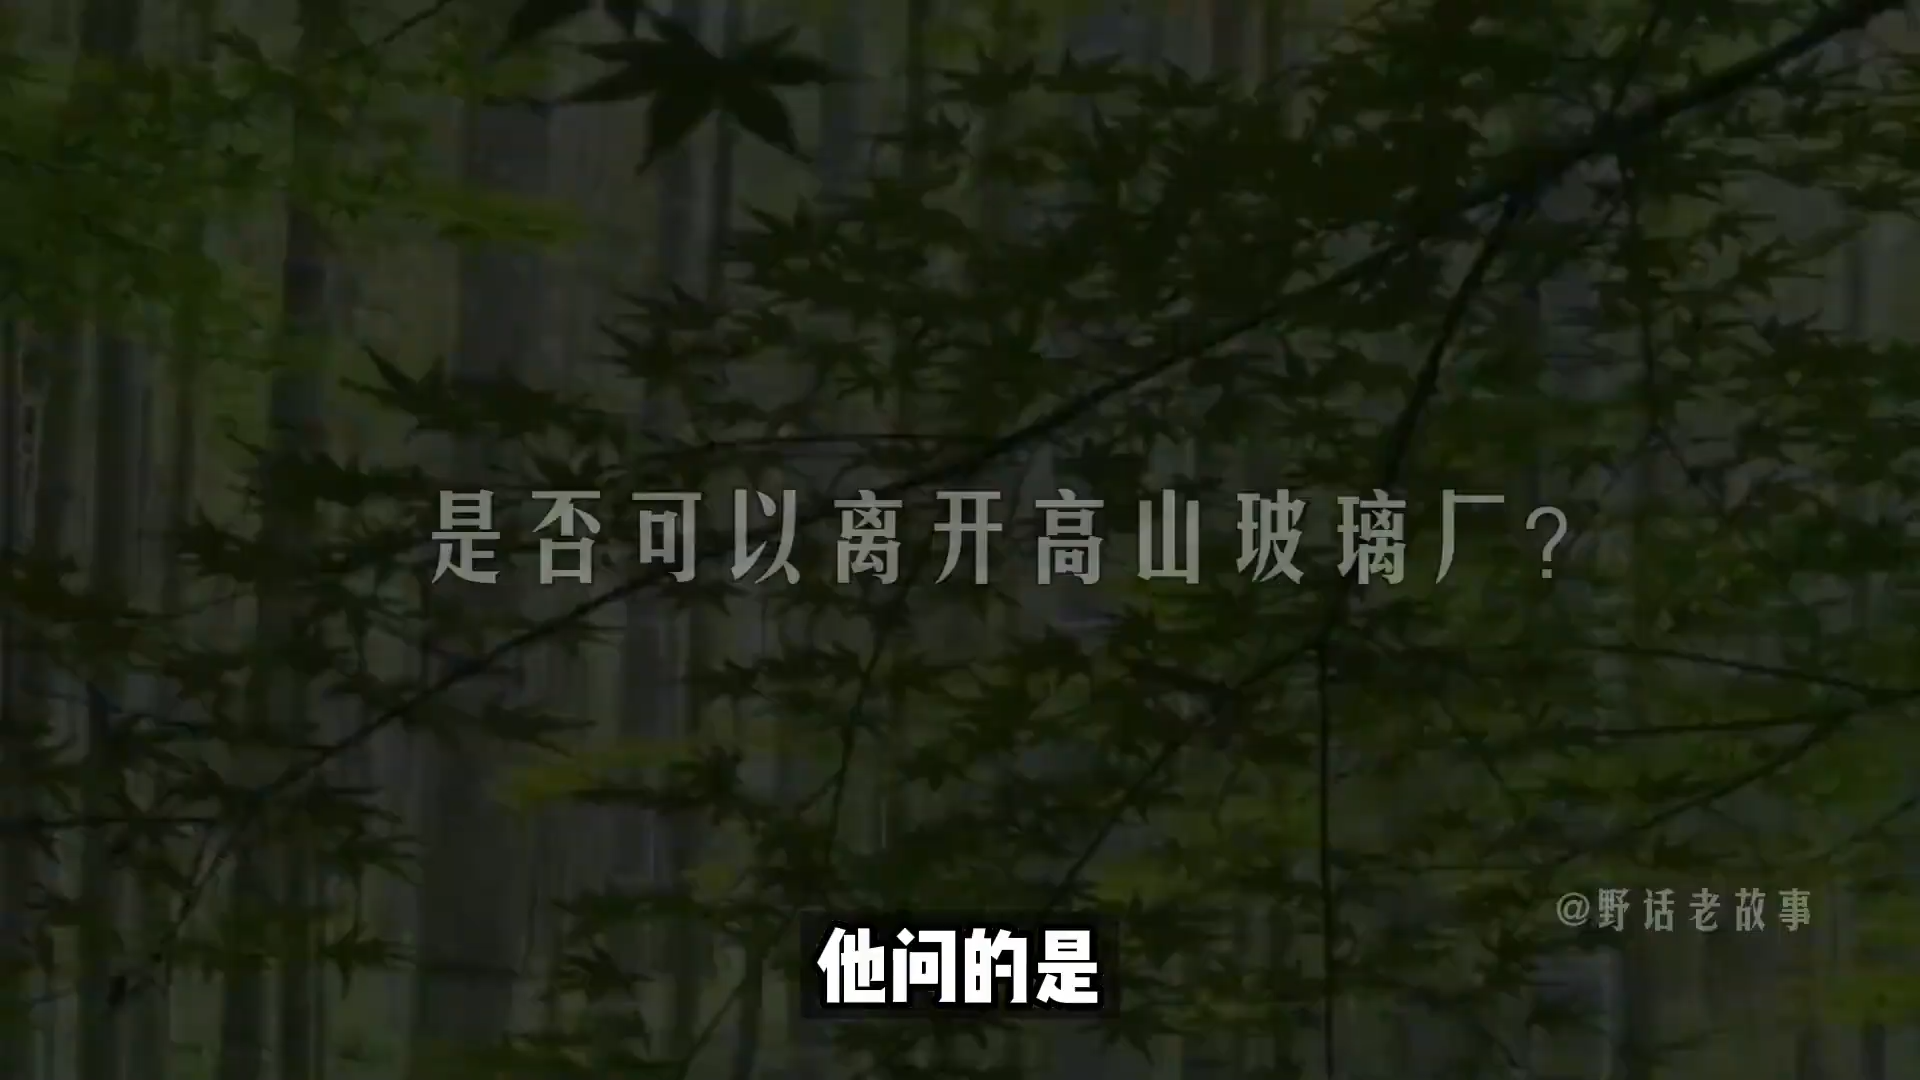 是否可以离开高山玻璃厂?
@野话老故事
他问的是